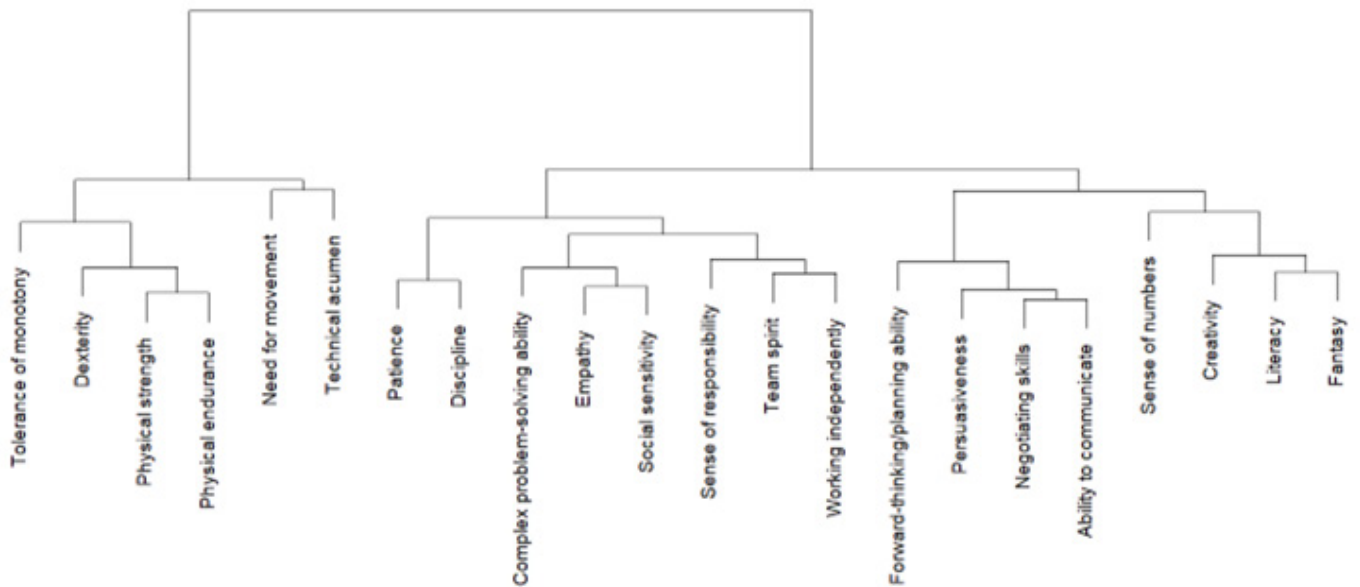 Tolerance of monotony
Dexterity
Physical strength
Physical endurance
Need for movement
Technical acumen
Patience
Discipline
Complex problem-solving ability
Empathy
Social sensitivity
Sense of responsibility
Team spirit
Working independently
Forward-thinking/planning ability
Persuasiveness
Negotiating skills
Ability to communicate
Sense of numbers
Creativity
Literacy
Fantasy